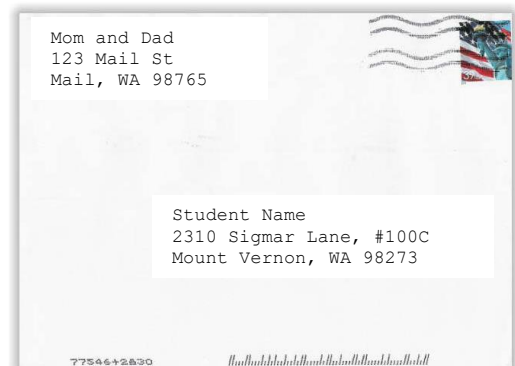 Mom and Dad
123 Mail St
Mail, WA 98765
37
Student Name
2310 Sigmar Lane, #100C
Mount Vernon, WA 98273
77546+2830